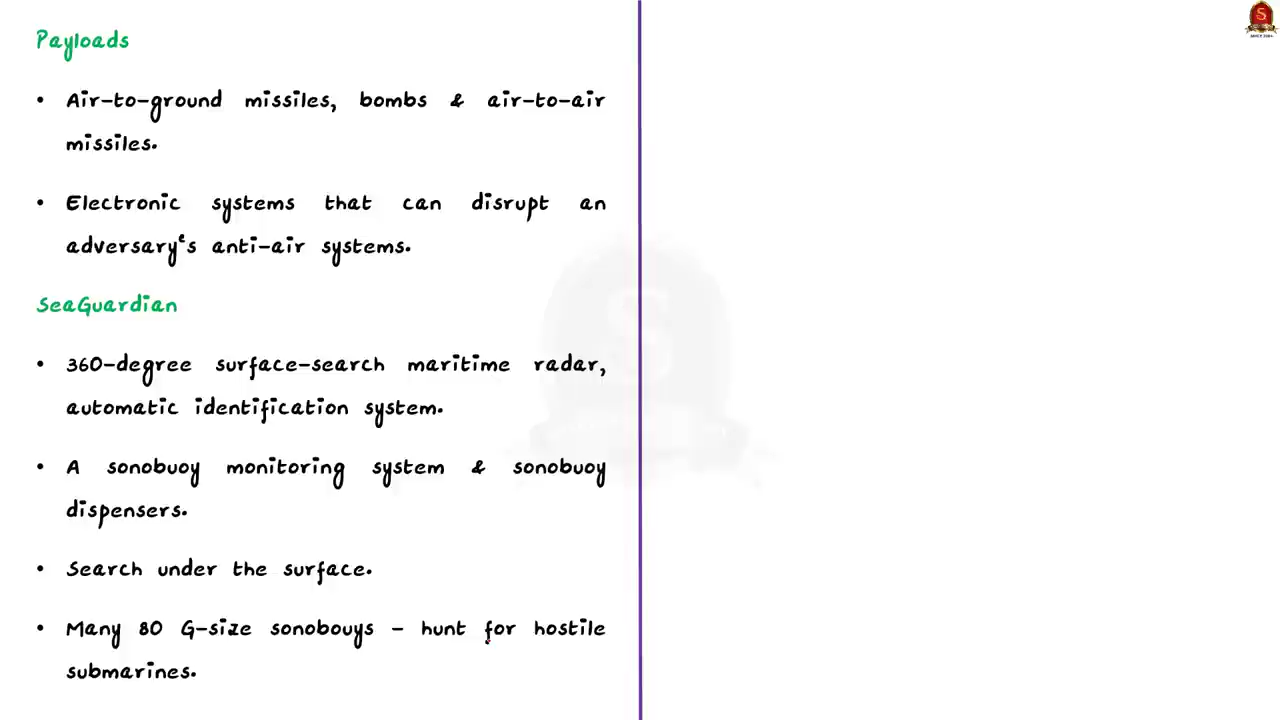 Payloads
• Air-to-ground missiles, bombs & air-to-air
missiles.
• Electronic systems that can disrupt an
adversary's anti-air systems.
SeaGuardian
• 360-degree surface-search maritime radar,
automatic identification system.
• A sonobuoy monitoring system & sonobuoy
dispensers.
• Search under the surface.
• Many 80 G-size sonobouys - hunt for hostile
submarines.
S